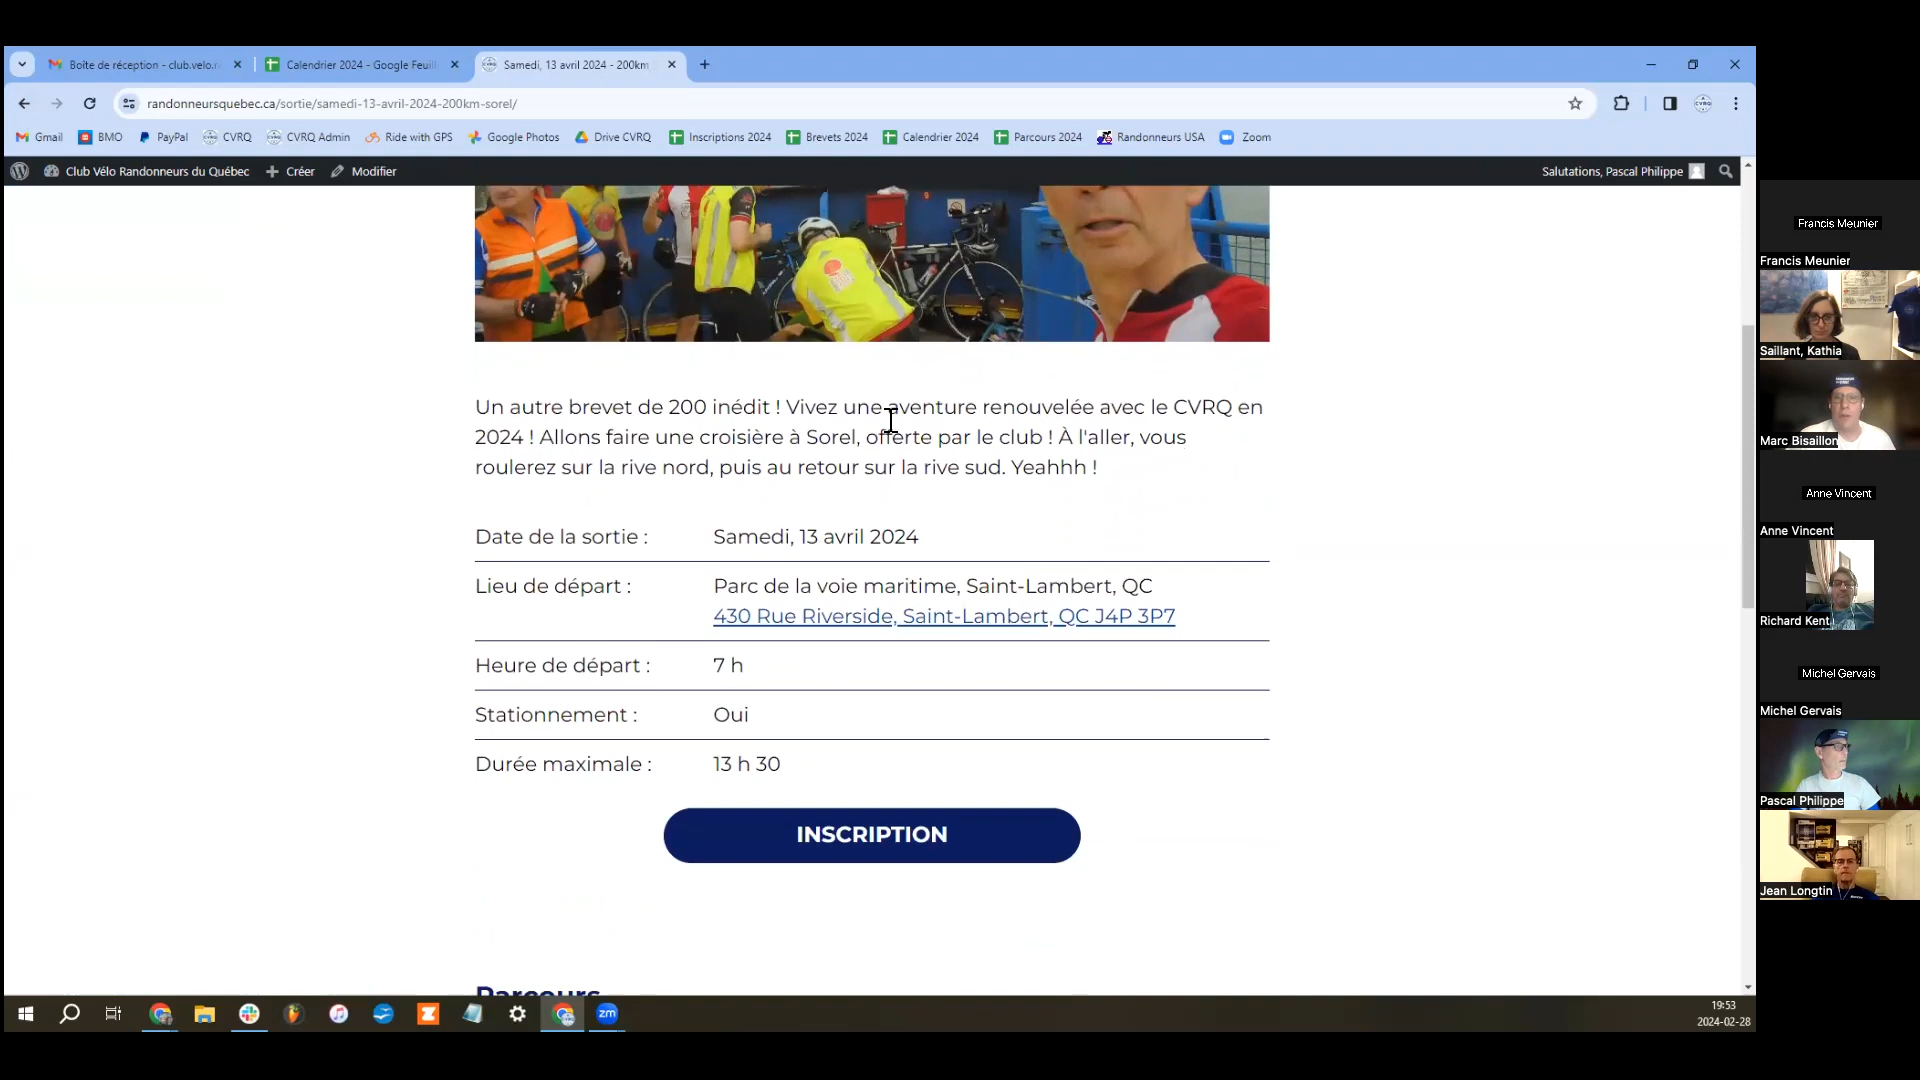 Boîte de réception - club.velo.r
Calendrier 2024 - Google Feuill
Samedi, 13 avril 2024 - 200km
randonneursquebec.ca/sortie/samedi-13-avril-2024-200km-sorel/
Gmail
BMO
PayPal
CVRQ
CVRQ Admin
Ride with GPS
Google Photos
Drive CVRQ
Inscriptions 2024
Brevets 2024
Calendrier 2024
Parcours 2024
Randonneurs USA
Zoom
Club Vélo Randonneurs du Québec
Créer
Modifier
Salutations, Pascal Philippe
Un autre brevet de 200 inédit ! Vivez une aventure renouvelée avec le CVRQ en
2024 ! Allons faire une croisière à Sorel, offerte par le club ! À l'aller, vous
roulerez sur la rive nord, puis au retour sur la rive sud. Yeahhh !
Date de la sortie : Samedi, 13 avril 2024
Lieu de départ : Parc de la voie maritime, Saint-Lambert, QC
430 Rue Riverside, Saint-Lambert, QC J4P 3P7
Heure de départ : 7 h
Stationnement : Oui
Durée maximale : 13 h 30
INSCRIPTION
Parcours
zm
19:53
2024-02-28
Francis Meunier
Francis Meunier
Saillant, Kathia
Marc Bisaillon
Anne Vincent
Anne Vincent
Richard Kent
Michel Gervais
Michel Gervais
Pascal Philippe
Jean Longtin